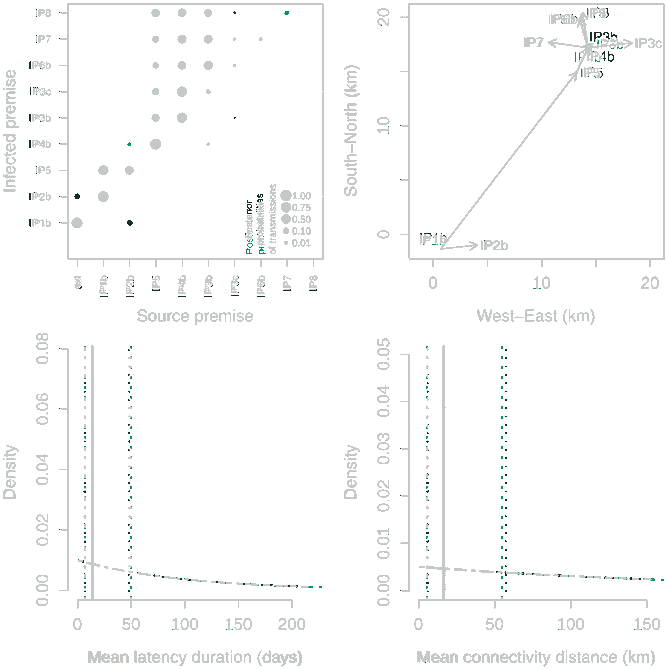 Infected premise
IP8
IP7
IP6b
IP3c
IP3b
IP4b
IP5
IP2b
IP1b
Posterior
probabilities
of transmissions
1.00
0.75
0.50
0.10
0.01
IP1b
IP2b
IP5
IP4b
IP3b
IP3c
IP6b
IP7
IP8
Source premise
South−North (km)
20
10
0
IP7
IP3b
IP3c
IP4b
IP5
IP1b
IP2b
0
10
20
West−East (km)
Density
0.08
0.06
0.04
0.02
0.00
0
50
100
150
200
Mean latency duration (days)
Density
0.05
0.04
0.03
0.02
0.01
0.00
0
50
100
150
Mean connectivity distance (km)